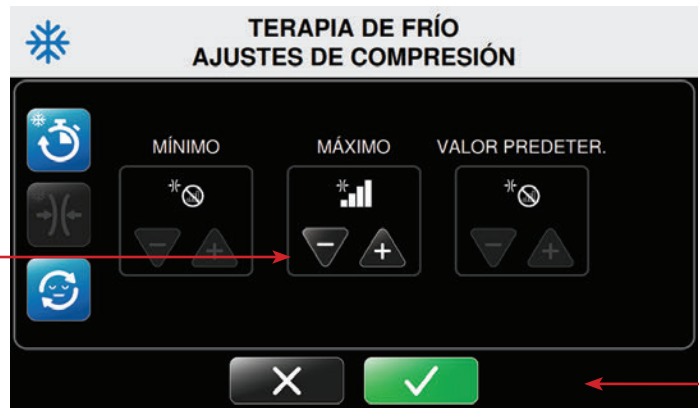 TERAPIA DE FRÍO
AJUSTES DE COMPRESIÓN
MÍNIMO
MÁXIMO
VALOR PREDETER.